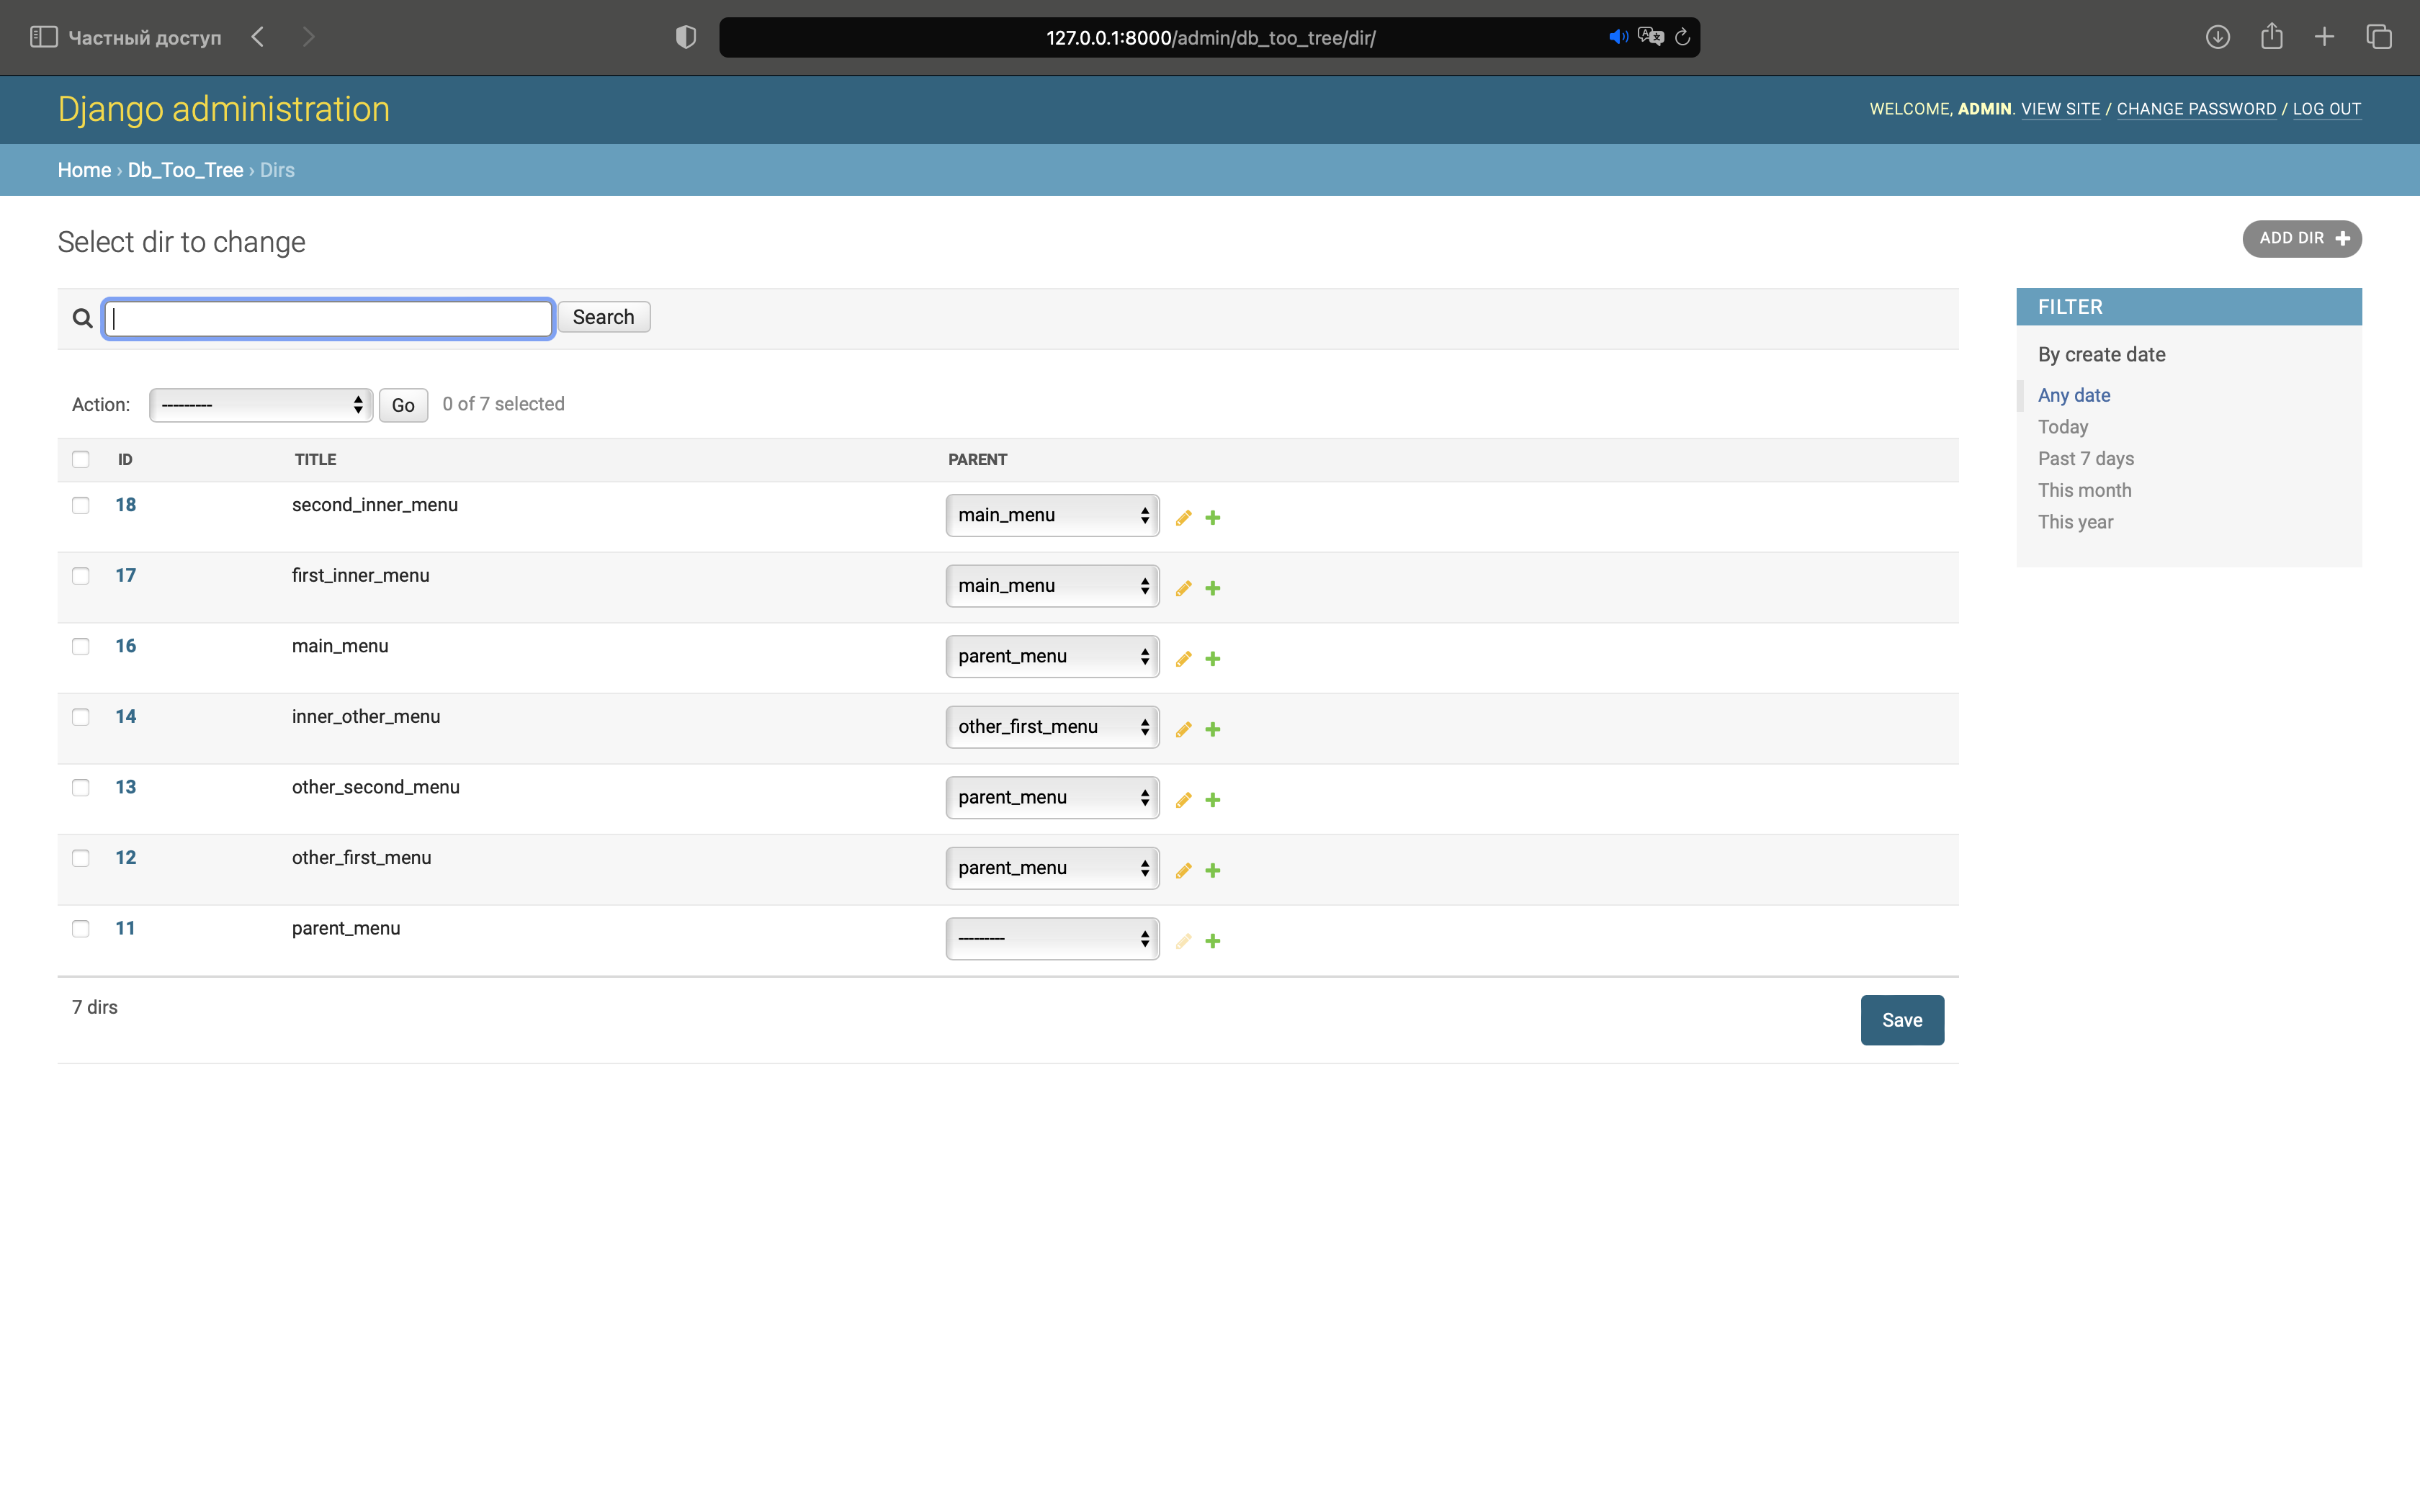 Частный доступ
127.0.0.1:8000/admin/db_too_tree/dir/
Django administration
WELCOME, ADMIN. VIEW SITE / CHANGE PASSWORD / LOG OUT
Home › Db_Too_Tree › Dirs
Select dir to change
ADD DIR
Search
FILTER
By create date
Any date
Today
Past 7 days
This month
This year
Action: --------- Go 0 of 7 selected
ID TITLE PARENT
18 second_inner_menu main_menu
17 first_inner_menu main_menu
16 main_menu parent_menu
14 inner_other_menu other_first_menu
13 other_second_menu parent_menu
12 other_first_menu parent_menu
11 parent_menu ---------
7 dirs
Save